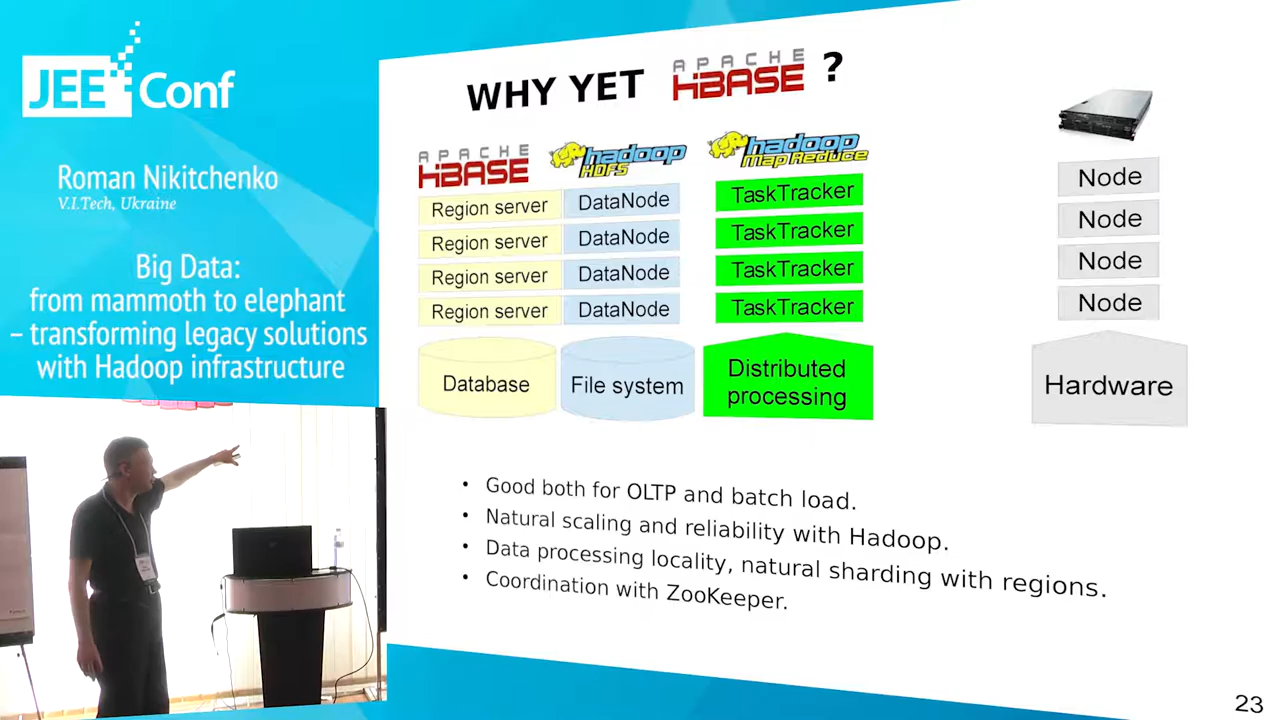 JEE Conf
Roman Nikitchenko
V.I.Tech, Ukraine
Big Data:
from mammoth to elephant
– transforming legacy solutions
with Hadoop infrastructure
WHY YET APACHE HBASE ?
APACHE HBASE
hadoop HDFS
hadoop Map Reduce
Region server DataNode TaskTracker Node
Region server DataNode TaskTracker Node
Region server DataNode TaskTracker Node
Region server DataNode TaskTracker Node
Database File system Distributed processing Hardware
• Good both for OLTP and batch load.
• Natural scaling and reliability with Hadoop.
• Data processing locality, natural sharding with regions.
• Coordination with ZooKeeper.
23